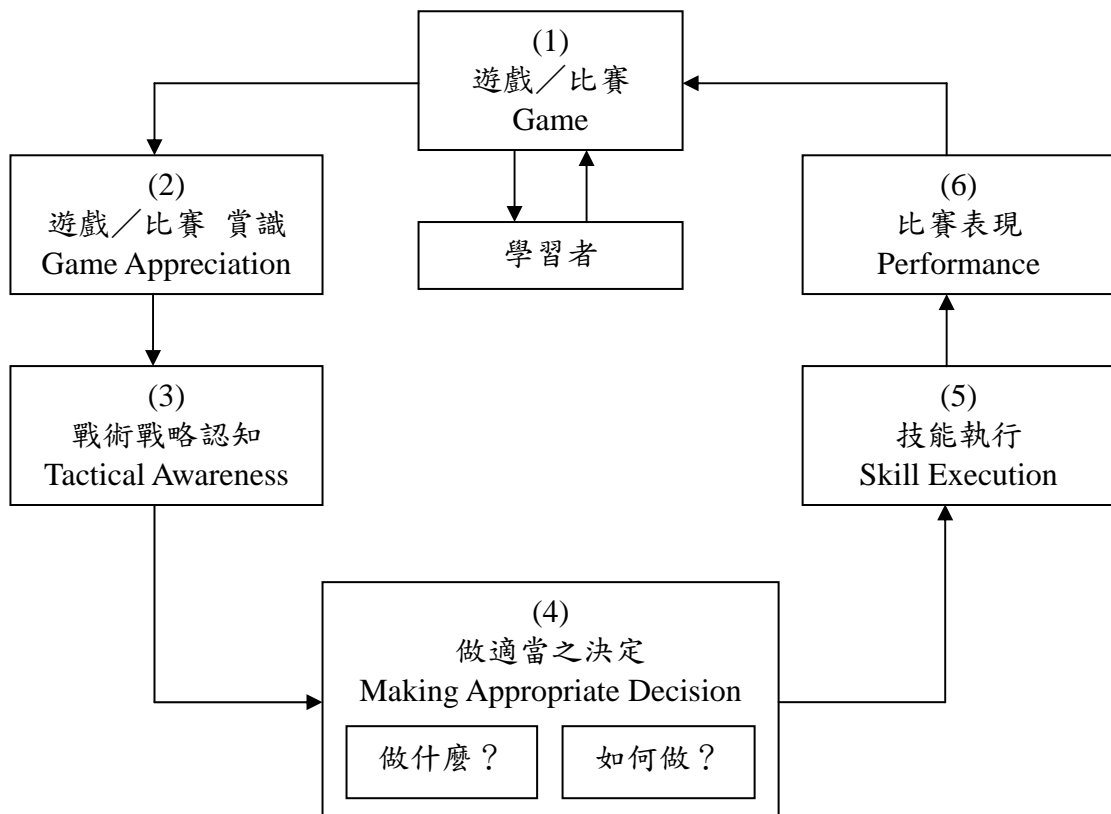 (1)
遊戲／比賽
Game
學習者
(2)
遊戲／比賽 賞識
Game Appreciation
(3)
戰術戰略認知
Tactical Awareness
(4)
做適當之決定
Making Appropriate Decision
做什麼？
如何做？
(5)
技能執行
Skill Execution
(6)
比賽表現
Performance